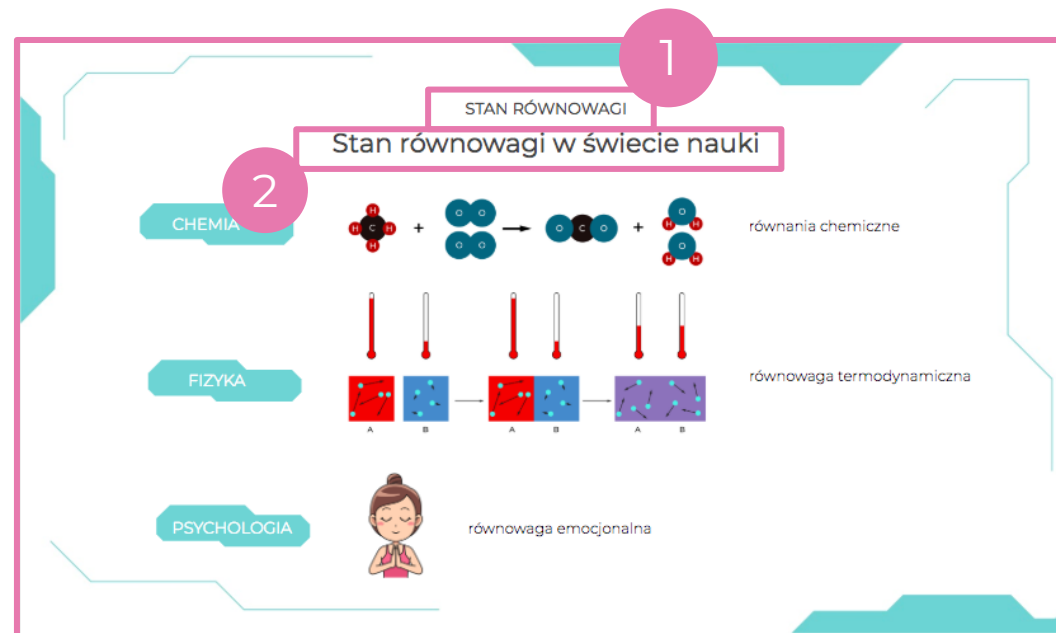 1
STAN RÓWNOWAGI
Stan równowagi w świecie nauki
2
CHEMIA
H
H C H
H
+
O O
O O
O C O
+
O
H H
O
H H
równania chemiczne
FIZYKA
A B A B A B
równowaga termodynamiczna
PSYCHOLOGIA
równowaga emocjonalna